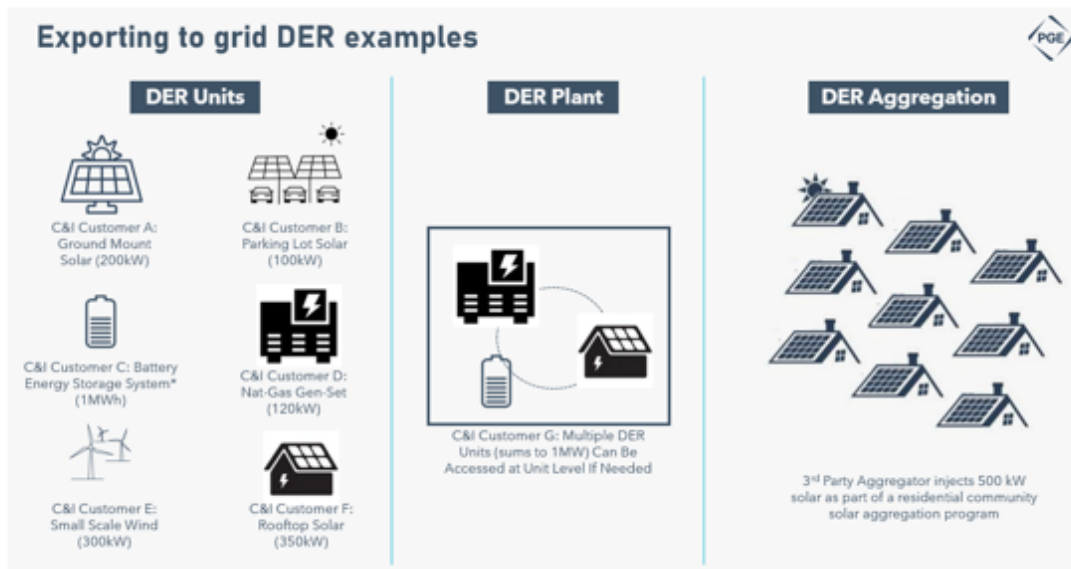 Exporting to grid DER examples
PGE
DER Units
C&I Customer A:
Ground Mount
Solar (200kW)
C&I Customer B:
Parking Lot Solar
(100kW)
C&I Customer C: Battery
Energy Storage System*
(1MWh)
C&I Customer D:
Nat-Gas Gen-Set
(120kW)
C&I Customer E:
Small Scale Wind
(300kW)
C&I Customer F:
Rooftop Solar
(350kW)
DER Plant
C&I Customer G: Multiple DER
Units (sums to 1MW) Can Be
Accessed at Unit Level If Needed
DER Aggregation
3rd Party Aggregator injects 500 kW
solar as part of a residential community
solar aggregation program